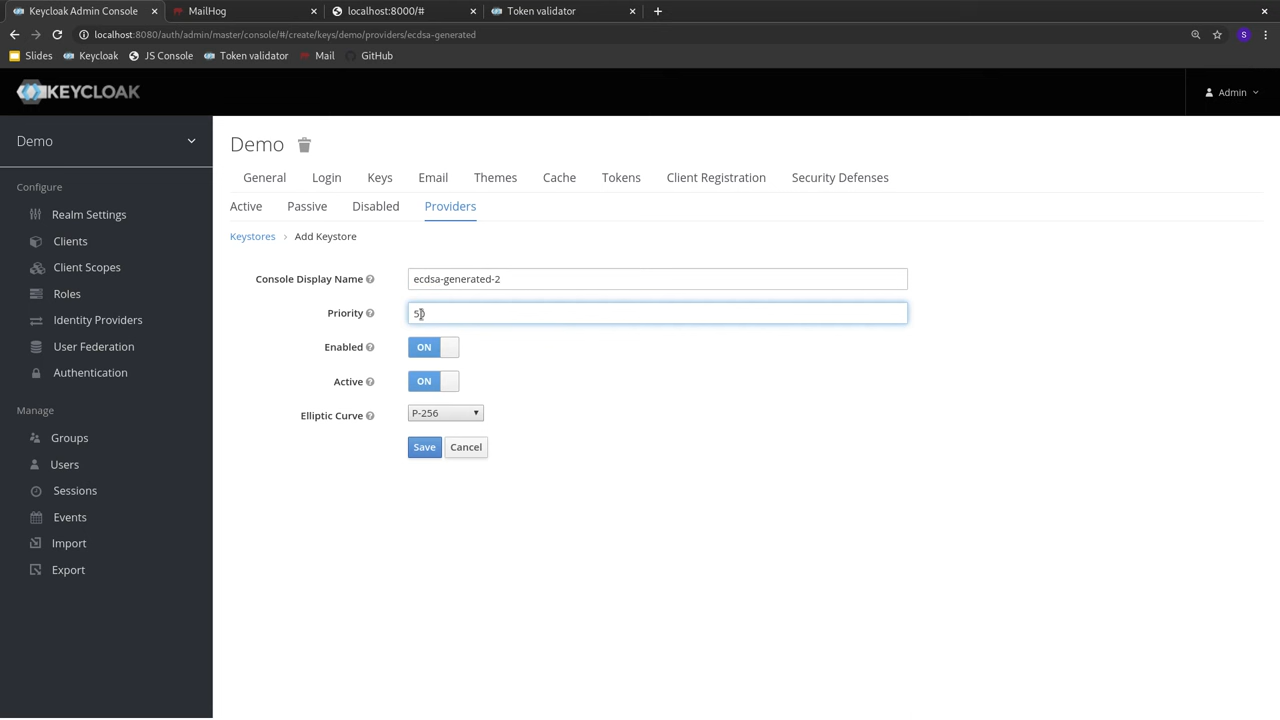 Keycloak Admin Console
MailHog
localhost:8000/#
Token validator
localhost:8080/auth/admin/master/console/#/create/keys/demo/providers/ecdsa-generated
S
Slides
Keycloak
JS Console
Token validator
Mail
GitHub
KEYCLOAK
Admin
Demo
Configure
Realm Settings
Clients
Client Scopes
Roles
Identity Providers
User Federation
Authentication
Manage
Groups
Users
Sessions
Events
Import
Export
Demo
General Login Keys Email Themes Cache Tokens Client Registration Security Defenses
Active Passive Disabled Providers
Keystores > Add Keystore
Console Display Name ecdsa-generated-2
Priority 50
Enabled ON
Active ON
Elliptic Curve P-256
Save Cancel